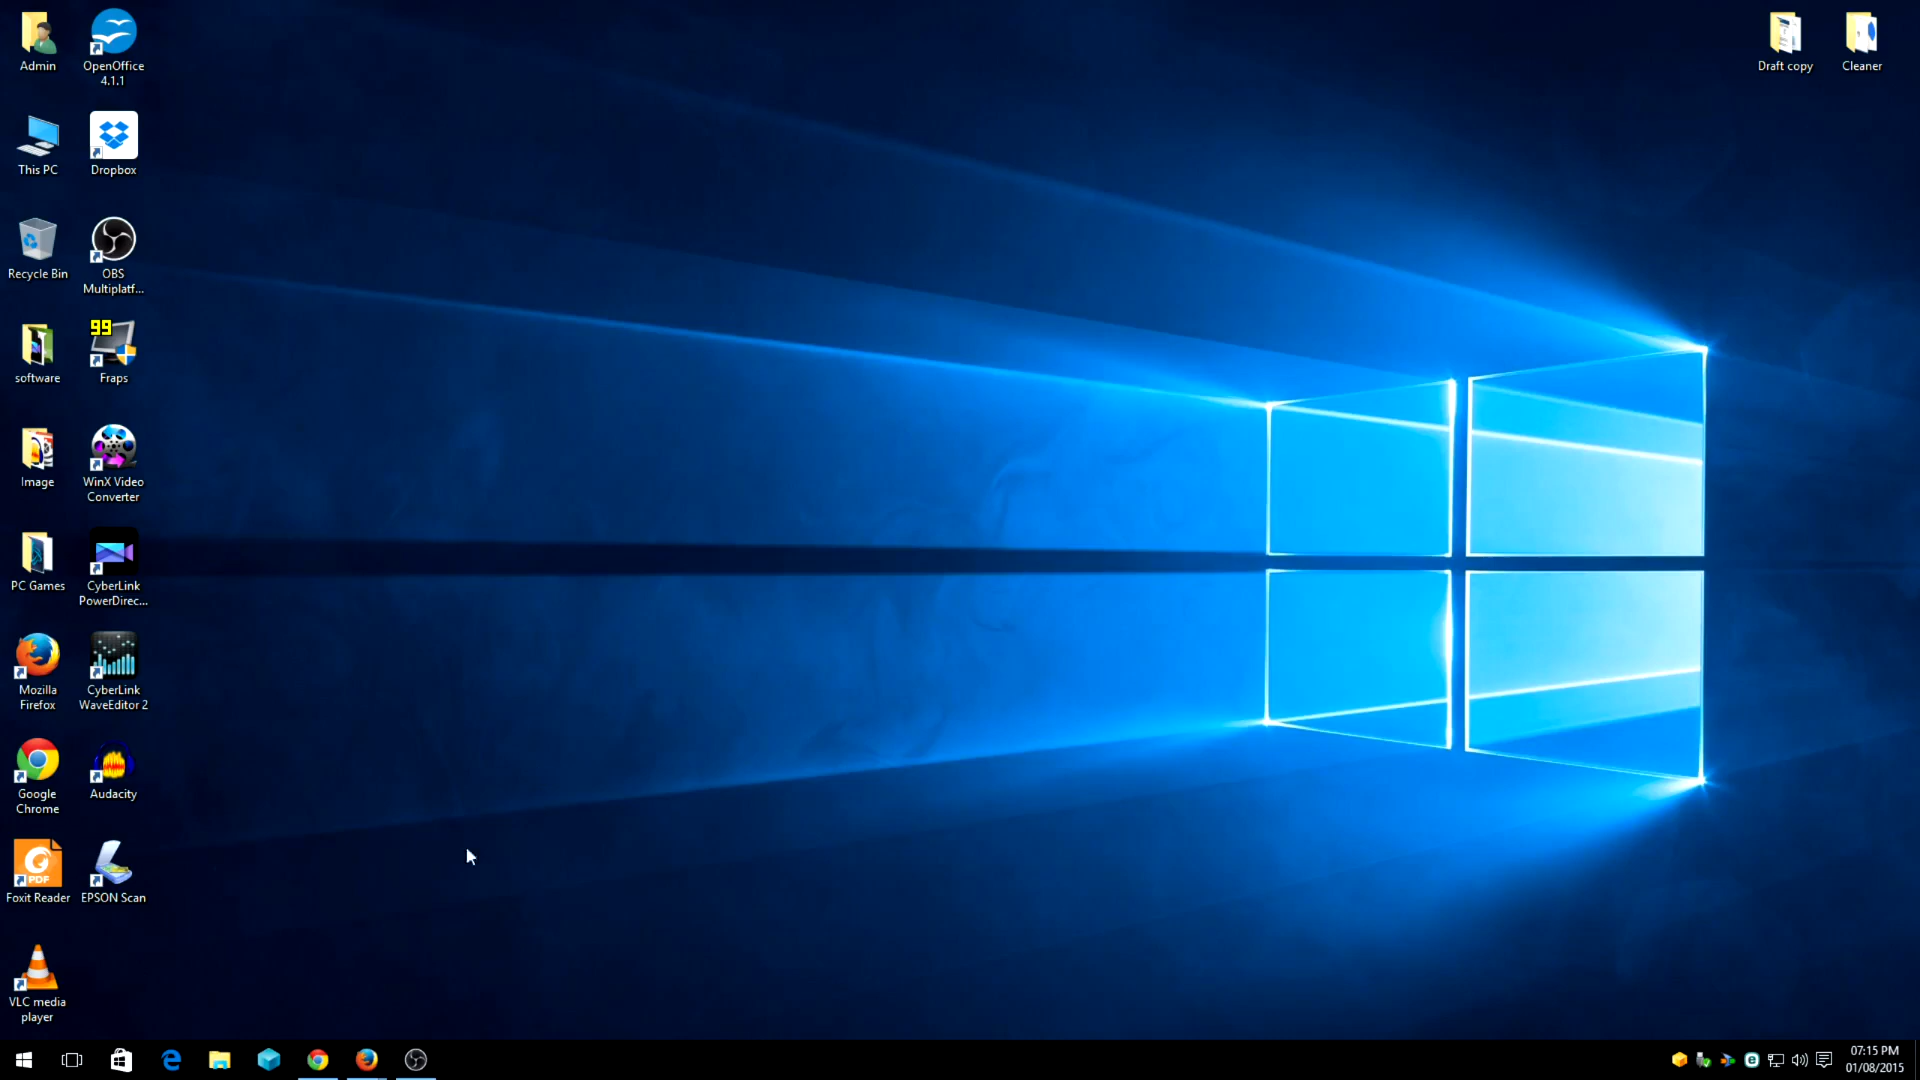 Admin
OpenOffice
4.1.1
This PC
Dropbox
Recycle Bin
OBS
Multiplatf...
99
software
Fraps
Image
WinX Video
Converter
PC Games
CyberLink
PowerDirec...
Mozilla
Firefox
CyberLink
WaveEditor 2
Google
Chrome
Audacity
PDF
Foxit Reader
EPSON Scan
VLC media
player
Draft copy
Cleaner
07:15 PM
01/08/2015